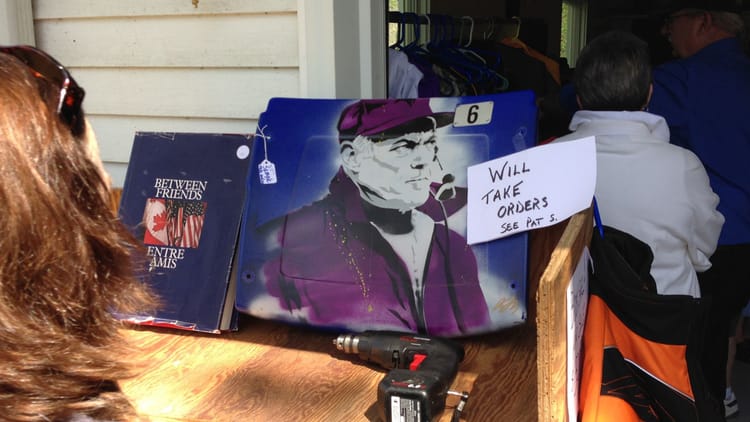 BETWEEN
FRIENDS
ENTRE
AMIS
6
WILL
TAKE
ORDERS
SEE PAT S.